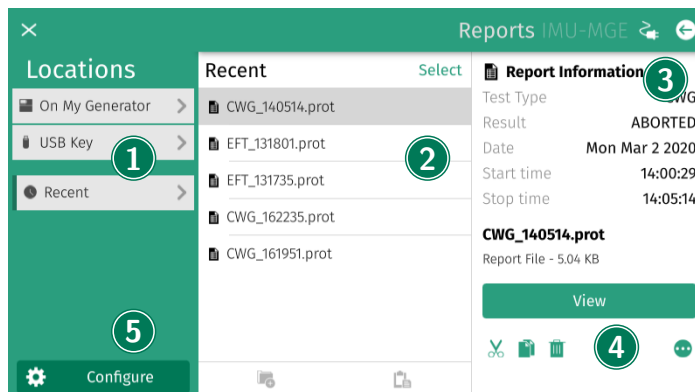 Reports IMU-MGE
Locations
On My Generator
USB Key
1
Recent
5
Configure
Recent Select
CWG_140514.prot
EFT_131801.prot
2
EFT_131735.prot
CWG_162235.prot
CWG_161951.prot
Report Information
3
Test Type CWG
Result ABORTED
Date Mon Mar 2 2020
Start time 14:00:29
Stop time 14:05:14
CWG_140514.prot
Report File - 5.04 KB
View
4